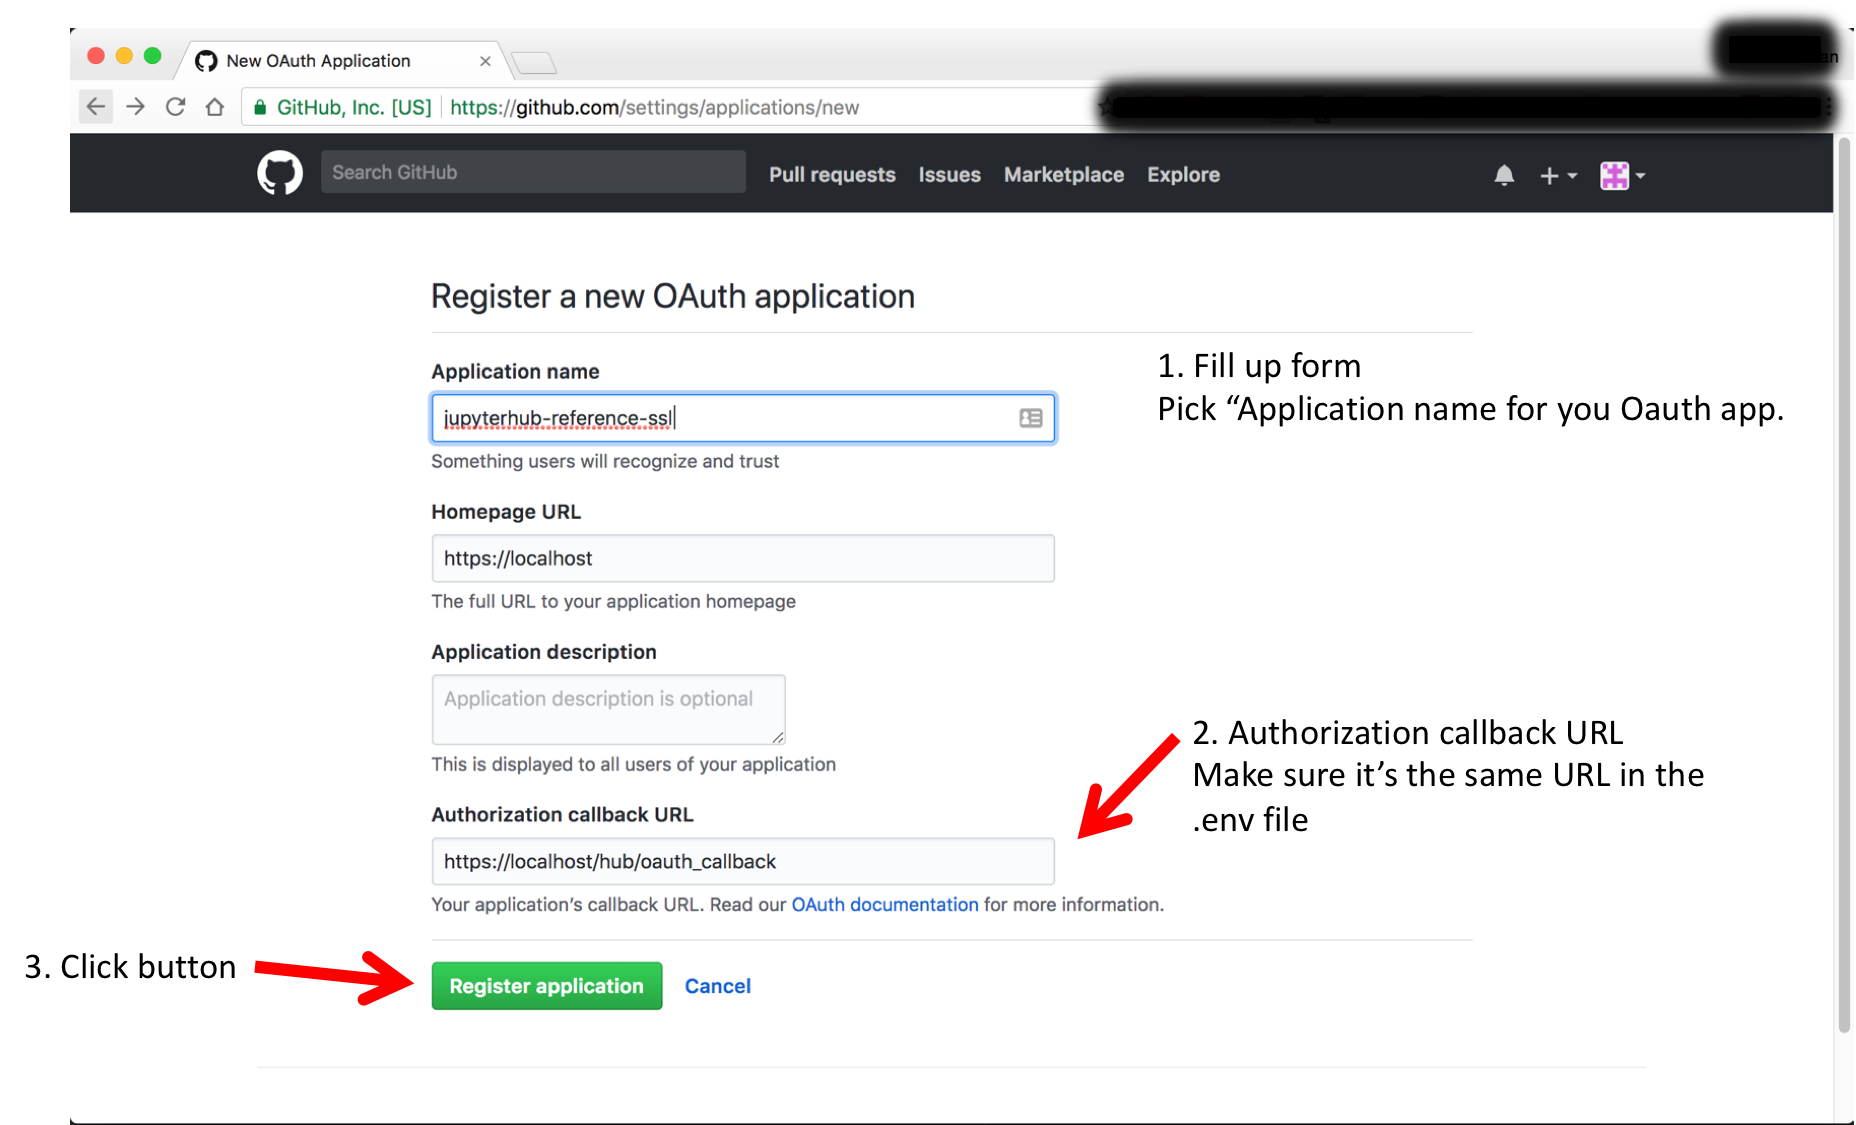 New OAuth Application
an
GitHub, Inc. [US] https://github.com/settings/applications/new
Search GitHub Pull requests Issues Marketplace Explore
Register a new OAuth application
1. Fill up form
Pick “Application name for you Oauth app.
Application name
jupyterhub-reference-ssl
Something users will recognize and trust
Homepage URL
https://localhost
The full URL to your application homepage
Application description
Application description is optional
This is displayed to all users of your application
2. Authorization callback URL
Make sure it’s the same URL in the
.env file
Authorization callback URL
https://localhost/hub/oauth_callback
Your application’s callback URL. Read our OAuth documentation for more information.
3. Click button
Register application Cancel